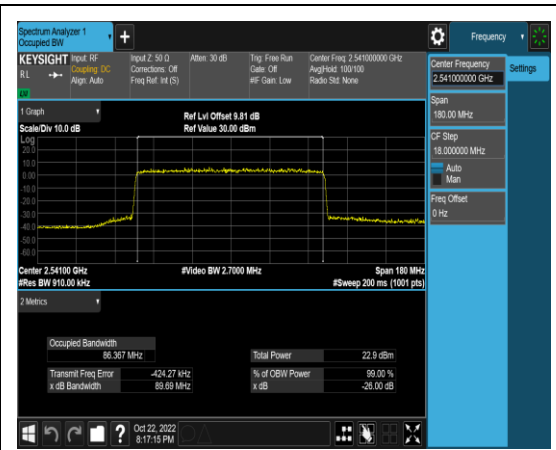 Spectrum Analyzer 1
Occupied BW
Frequency
KEYSIGHT Input: RF Input Z: 50 Ω Atten: 30 dB Trig: Free Run Center Freq: 2.541000000 GHz
RL Coupling: DC Corrections: Off Gate: Off Avg|Hold: 100/100
Align: Auto Freq Ref: Int (S) #IF Gain: Low Radio Std: None
Center Frequency
2.541000000 GHz
Settings
Span
180.00 MHz
CF Step
18.000000 MHz
Auto
Man
Freq Offset
0 Hz
1 Graph
Ref Lvl Offset 9.81 dB
Scale/Div 10.0 dB Ref Value 30.00 dBm
Log
20.0
10.0
0.00
-10.0
-20.0
-30.0
-40.0
-50.0
-60.0
Center 2.54100 GHz #Video BW 2.7000 MHz Span 180 MHz
#Res BW 910.00 kHz #Sweep 200 ms (1001 pts)
2 Metrics
Occupied Bandwidth
86.367 MHz Total Power 22.9 dBm
Transmit Freq Error -424.27 kHz % of OBW Power 99.00 %
x dB Bandwidth 89.69 MHz x dB -26.00 dB
Oct 22, 2022
8:17:15 PM